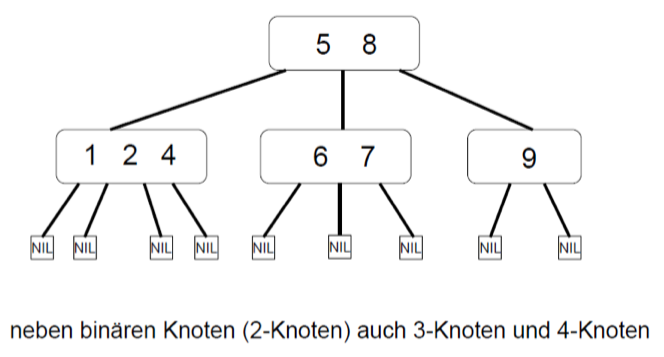 5 8
1 2 4 6 7 9
NIL NIL NIL NIL NIL NIL NIL NIL NIL
neben binären Knoten (2-Knoten) auch 3-Knoten und 4-Knoten